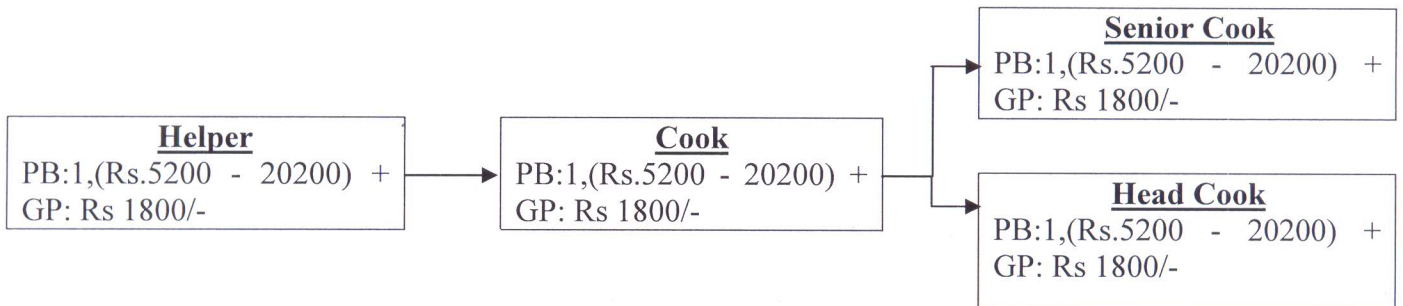 Helper
PB:1,(Rs.5200 - 20200) +
GP: Rs 1800/-
Cook
PB:1,(Rs.5200 - 20200) +
GP: Rs 1800/-
Senior Cook
PB:1,(Rs.5200 - 20200) +
GP: Rs 1800/-
Head Cook
PB:1,(Rs.5200 - 20200) +
GP: Rs 1800/-